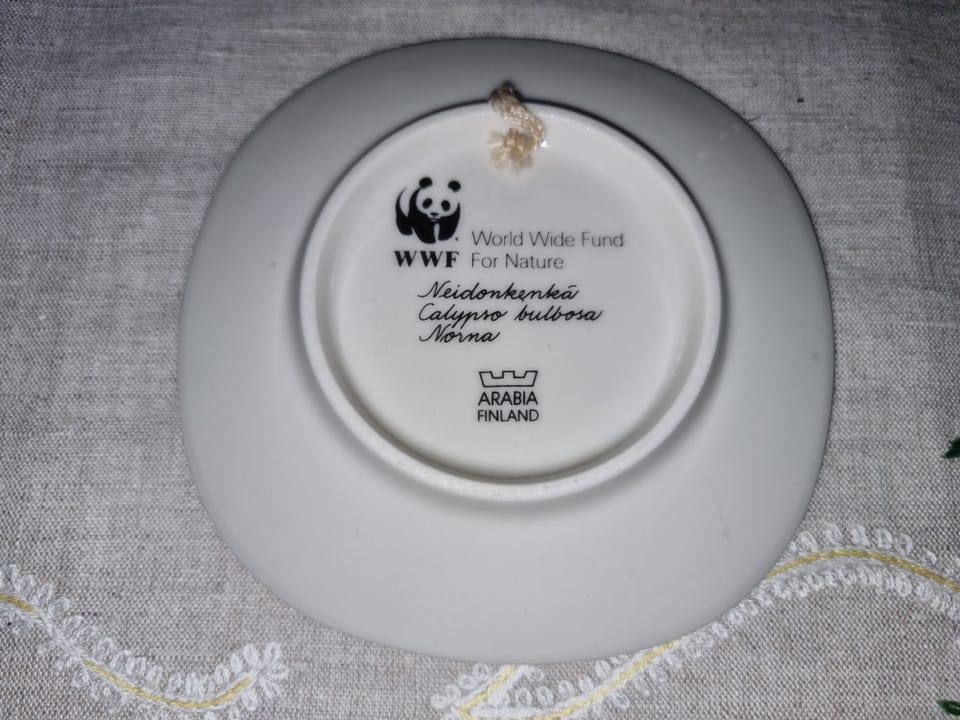 World Wide Fund
WWF For Nature
Neidonkenkä
Calypso bulbosa
Norna
ARABIA
FINLAND